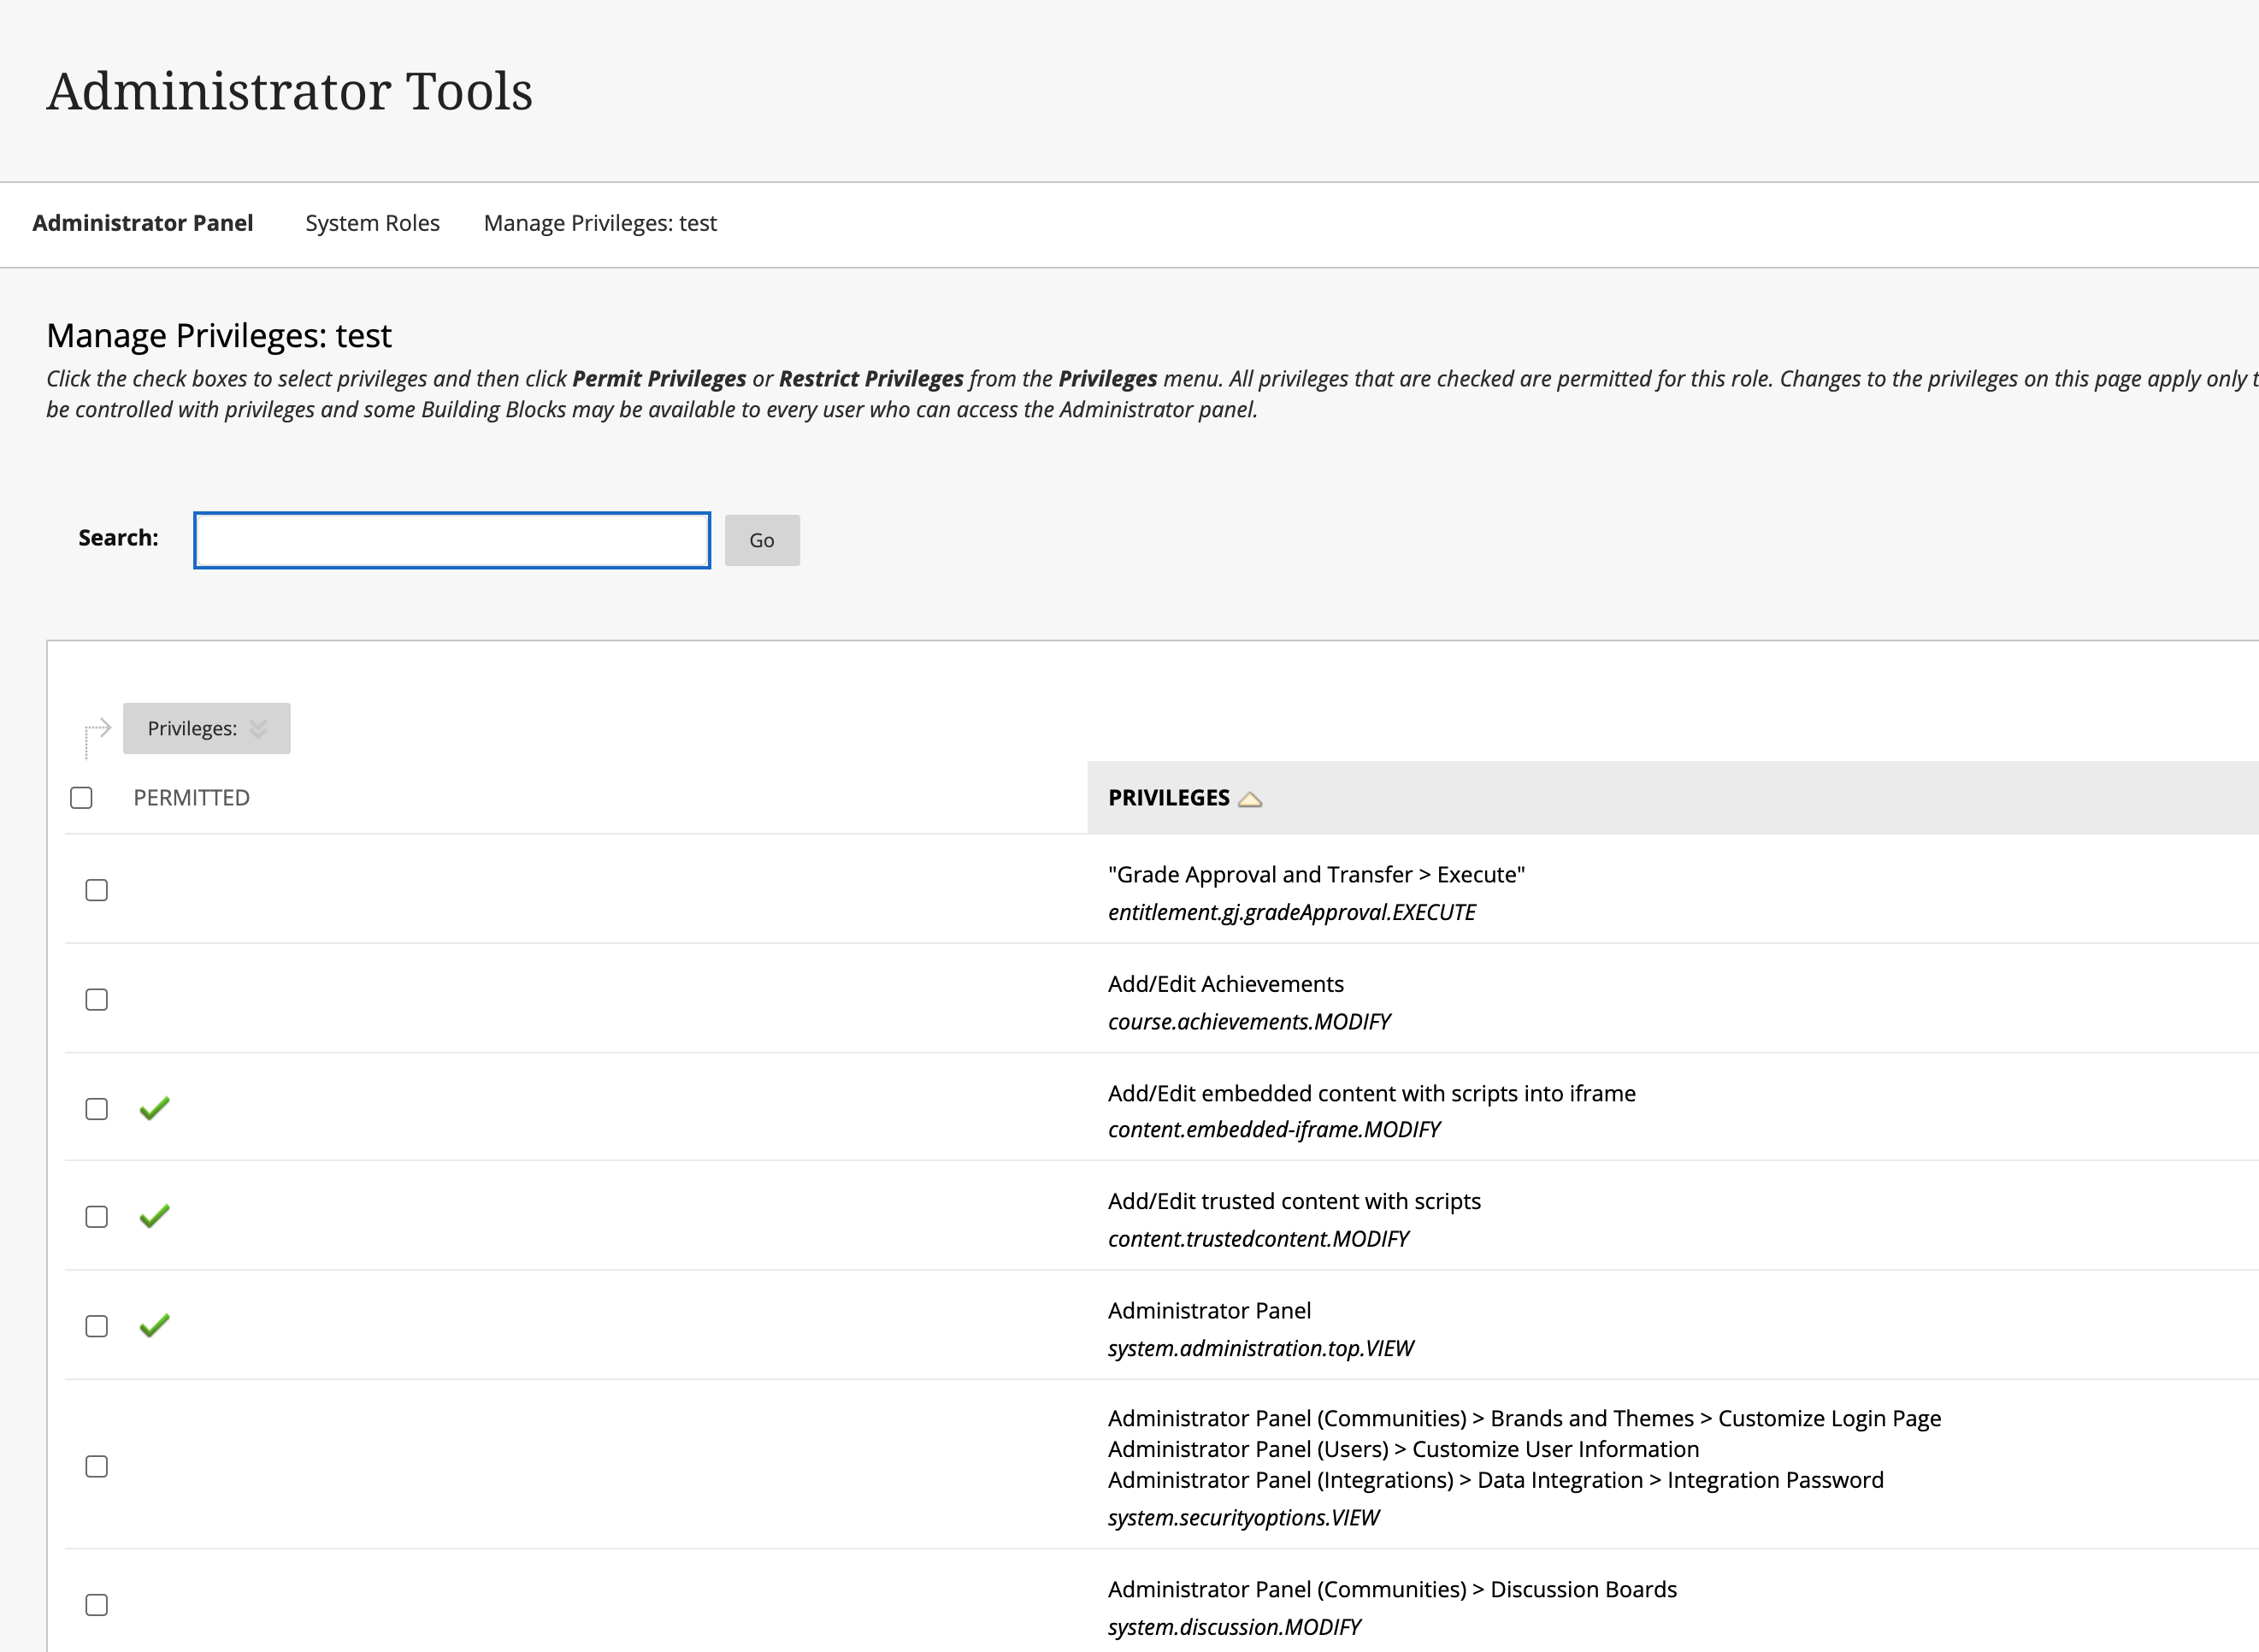 Administrator Tools
Administrator Panel System Roles Manage Privileges: test
Manage Privileges: test
Click the check boxes to select privileges and then click Permit Privileges or Restrict Privileges from the Privileges menu. All privileges that are checked are permitted for this role. Changes to the privileges on this page apply only
be controlled with privileges and some Building Blocks may be available to every user who can access the Administrator panel.
Search: Go
Privileges:
PERMITTED PRIVILEGES
"Grade Approval and Transfer > Execute"
entitlement.gj.gradeApproval.EXECUTE
Add/Edit Achievements
course.achievements.MODIFY
Add/Edit embedded content with scripts into iframe
content.embedded-iframe.MODIFY
Add/Edit trusted content with scripts
content.trustedcontent.MODIFY
Administrator Panel
system.administration.top.VIEW
Administrator Panel (Communities) > Brands and Themes > Customize Login Page
Administrator Panel (Users) > Customize User Information
Administrator Panel (Integrations) > Data Integration > Integration Password
system.securityoptions.VIEW
Administrator Panel (Communities) > Discussion Boards
system.discussion.MODIFY